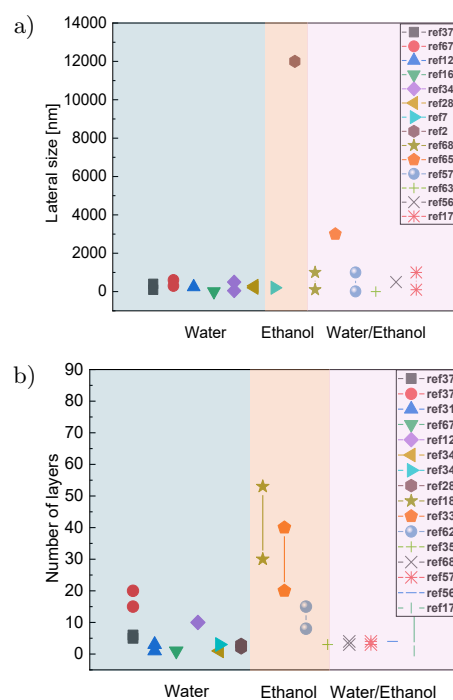 a)
Lateral size [nm]
14000
12000
10000
8000
6000
4000
2000
0
ref37
ref67
ref12
ref16
ref34
ref28
ref7
ref2
ref68
ref65
ref57
ref63
ref56
ref17
Water Ethanol Water/Ethanol
b)
Number of layers
90
80
70
60
50
40
30
20
10
0
ref37
ref37
ref31
ref67
ref12
ref34
ref34
ref28
ref18
ref33
ref62
ref35
ref68
ref57
ref56
ref17
Water Ethanol Water/Ethanol